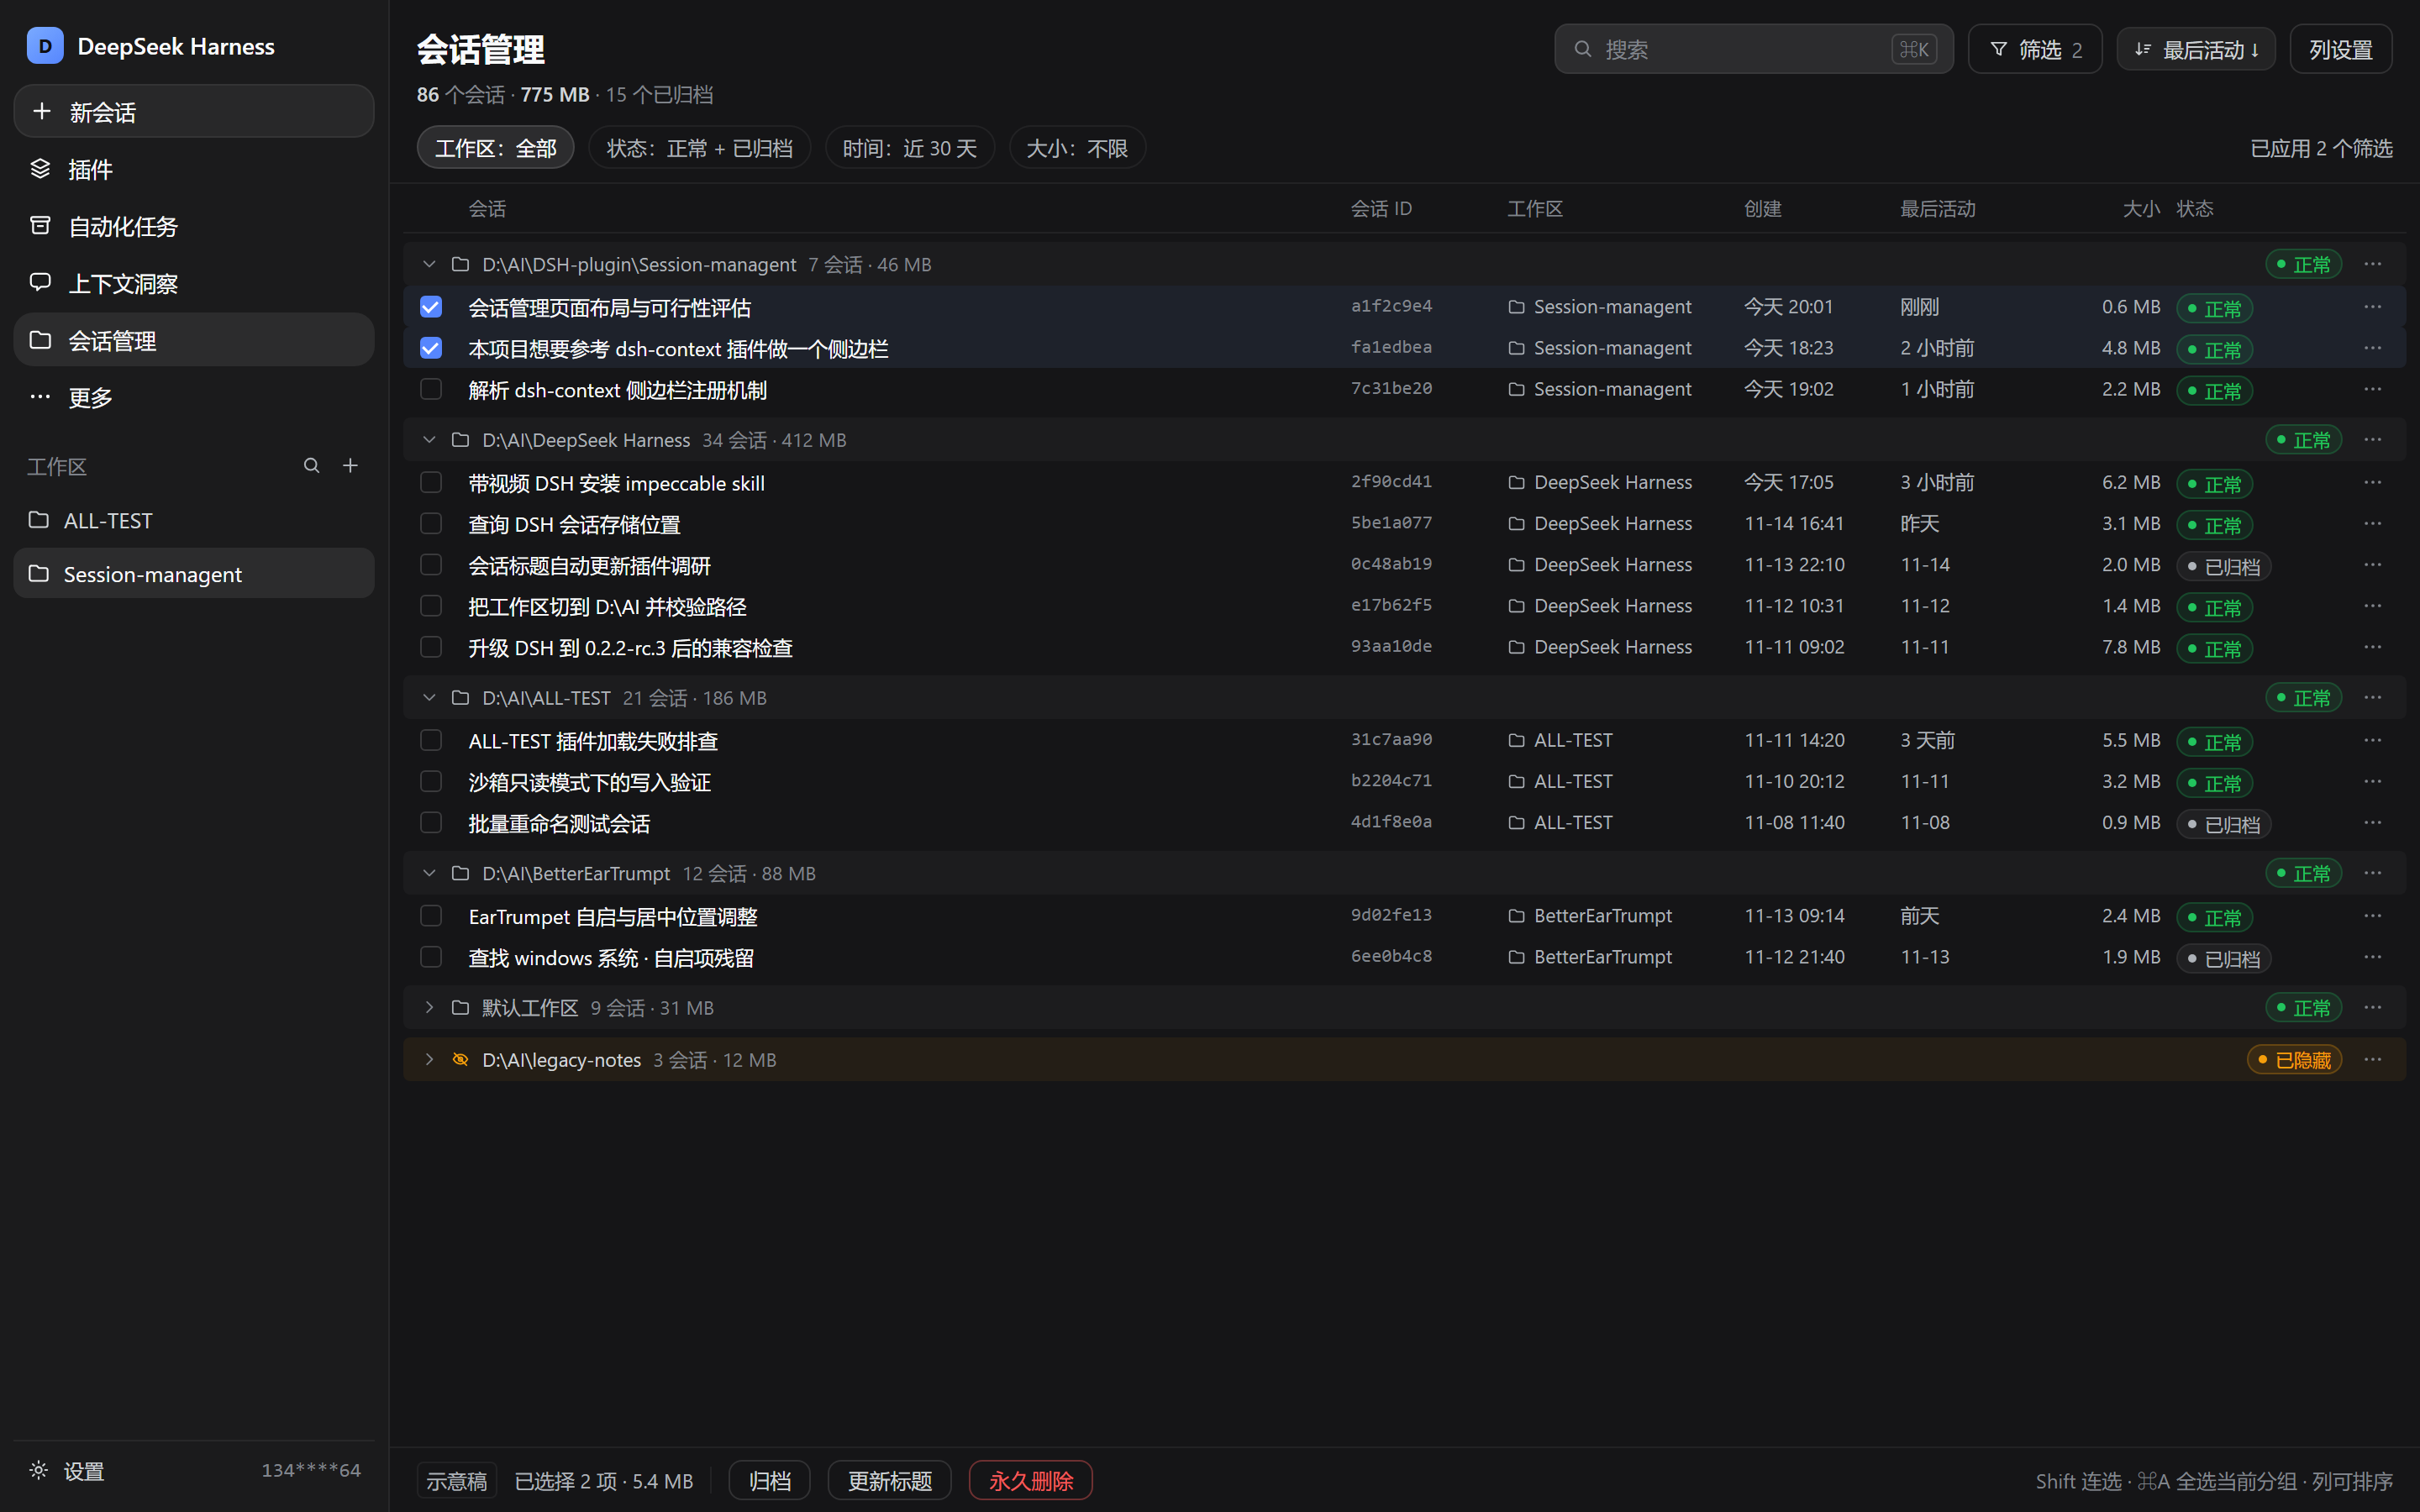 D DeepSeek Harness
新会话
插件
自动化任务
上下文洞察
会话管理
更多
工作区
ALL-TEST
Session-managent
设置 134****64
会话管理
搜索 ⌘K 筛选 2 最后活动 ↓ 列设置
86 个会话 · 775 MB · 15 个已归档
工作区：全部 状态：正常 + 已归档 时间：近 30 天 大小：不限 已应用 2 个筛选
会话 会话 ID 工作区 创建 最后活动 大小 状态
D:\AI\DSH-plugin\Session-managent 7 会话 · 46 MB 正常 ···
会话管理页面布局与可行性评估 a1f2c9e4 Session-managent 今天 20:01 刚刚 0.6 MB 正常 ···
本项目想要参考 dsh-context 插件做一个侧边栏 fa1edbea Session-managent 今天 18:23 2 小时前 4.8 MB 正常 ···
解析 dsh-context 侧边栏注册机制 7c31be20 Session-managent 今天 19:02 1 小时前 2.2 MB 正常 ···
D:\AI\DeepSeek Harness 34 会话 · 412 MB 正常 ···
带视频 DSH 安装 impeccable skill 2f90cd41 DeepSeek Harness 今天 17:05 3 小时前 6.2 MB 正常 ···
查询 DSH 会话存储位置 5be1a077 DeepSeek Harness 11-14 16:41 昨天 3.1 MB 正常 ···
会话标题自动更新插件调研 0c48ab19 DeepSeek Harness 11-13 22:10 11-14 2.0 MB 已归档 ···
把工作区切到 D:\AI 并校验路径 e17b62f5 DeepSeek Harness 11-12 10:31 11-12 1.4 MB 正常 ···
升级 DSH 到 0.2.2-rc.3 后的兼容检查 93aa10de DeepSeek Harness 11-11 09:02 11-11 7.8 MB 正常 ···
D:\AI\ALL-TEST 21 会话 · 186 MB 正常 ···
ALL-TEST 插件加载失败排查 31c7aa90 ALL-TEST 11-11 14:20 3 天前 5.5 MB 正常 ···
沙箱只读模式下的写入验证 b2204c71 ALL-TEST 11-10 20:12 11-11 3.2 MB 正常 ···
批量重命名测试会话 4d1f8e0a ALL-TEST 11-08 11:40 11-08 0.9 MB 已归档 ···
D:\AI\BetterEarTrumpt 12 会话 · 88 MB 正常 ···
EarTrumpet 自启与居中位置调整 9d02fe13 BetterEarTrumpt 11-13 09:14 前天 2.4 MB 正常 ···
查找 windows 系统 · 自启项残留 6ee0b4c8 BetterEarTrumpt 11-12 21:40 11-13 1.9 MB 已归档 ···
默认工作区 9 会话 · 31 MB 正常 ···
D:\AI\legacy-notes 3 会话 · 12 MB 已隐藏 ···
示意稿 已选择 2 项 · 5.4 MB 归档 更新标题 永久删除 Shift 连选 · ⌘A 全选当前分组 · 列可排序